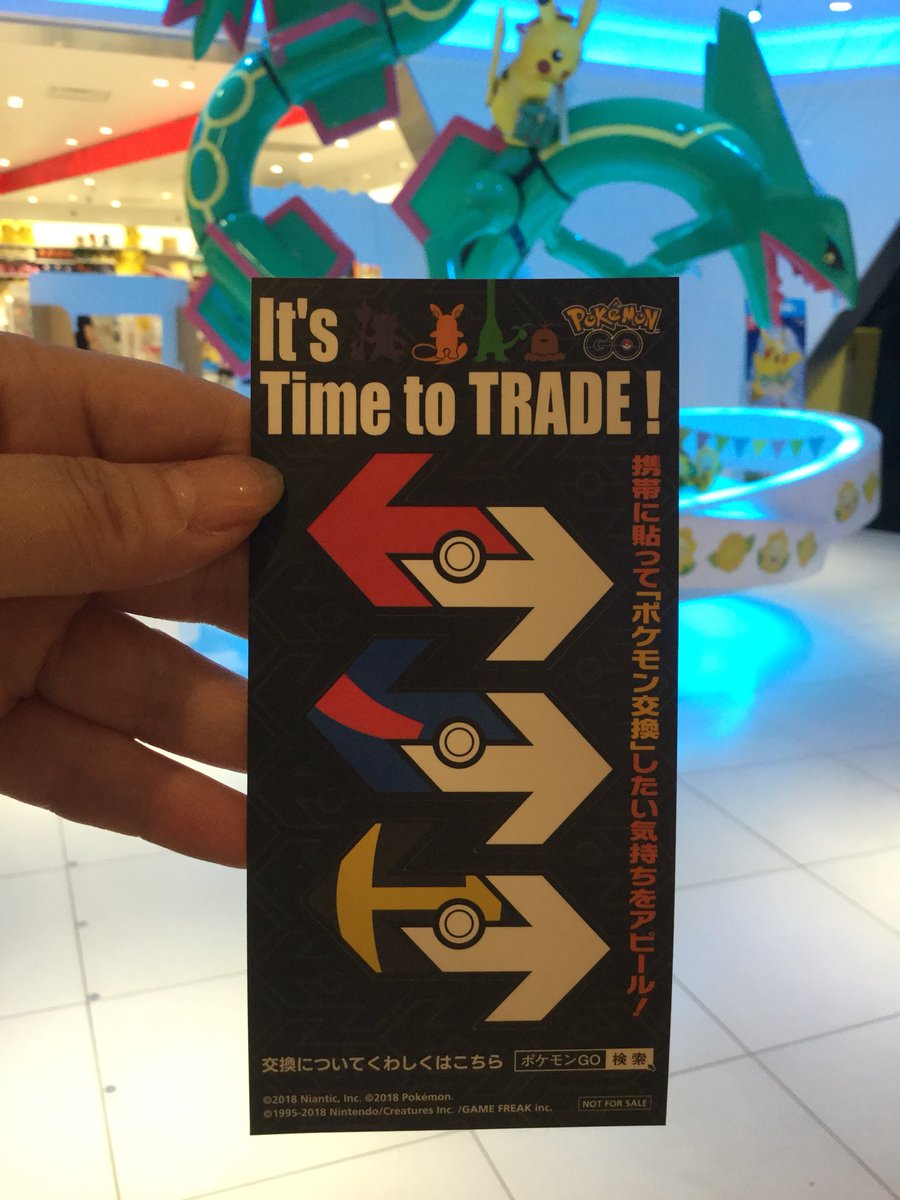 It's
POKÉMON
GO
Time to TRADE !
携帯に貼って「ポケモン交換」したい気持ちをアピール!
交換についてくわしくはこちら ポケモンGO 検索
©2018 Niantic, Inc. ©2018 Pokémon.
©1995-2018 Nintendo/Creatures Inc. /GAME FREAK inc.
NOT FOR SALE